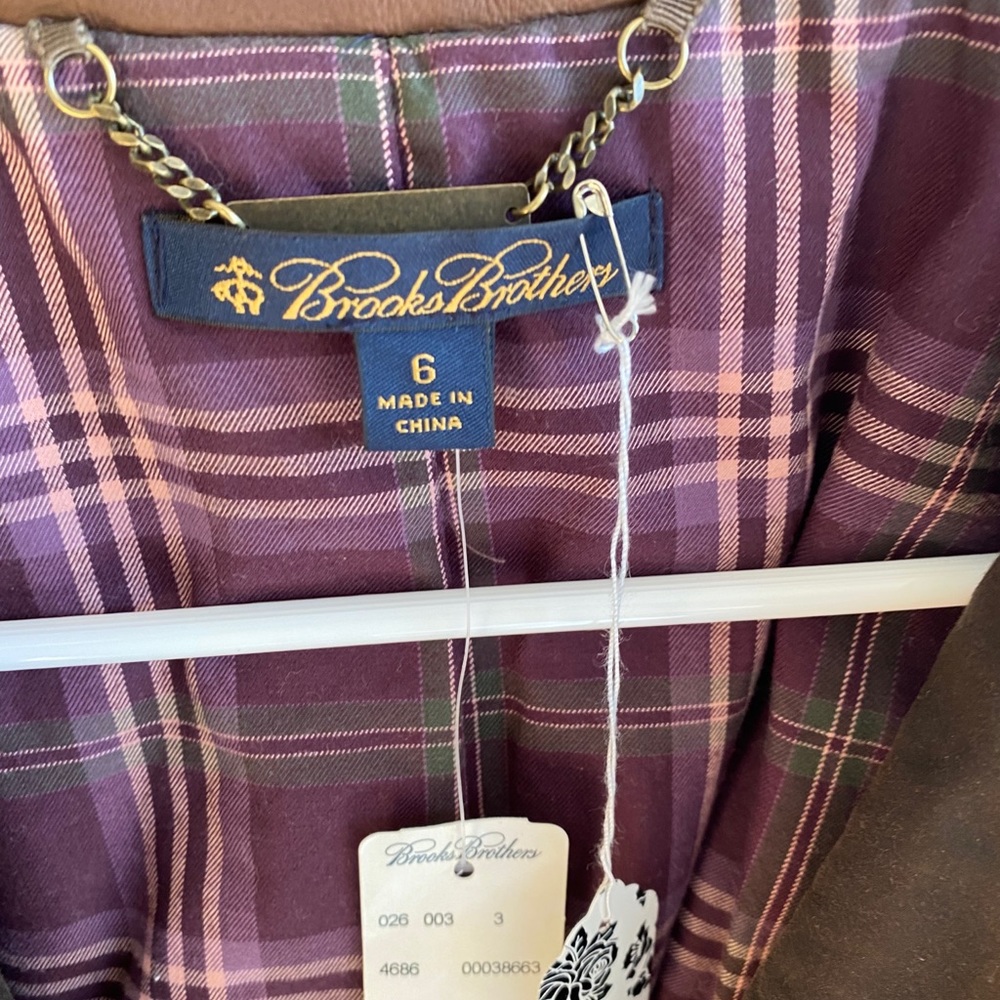 Brooks Brothers
6
MADE IN
CHINA
Brooks Brothers
026 003 3
4686 00038663